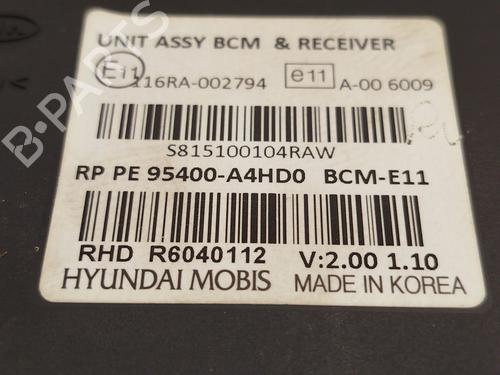 UNIT ASSY BCM & RECEIVER
E11 116RA-002794 e11 A-00 6009
S815100104RAW
RP PE 95400-A4HD0 BCM-E11
RHD R6040112 V:2.00 1.10
HYUNDAI MOBIS MADE IN KOREA
B-PARTS